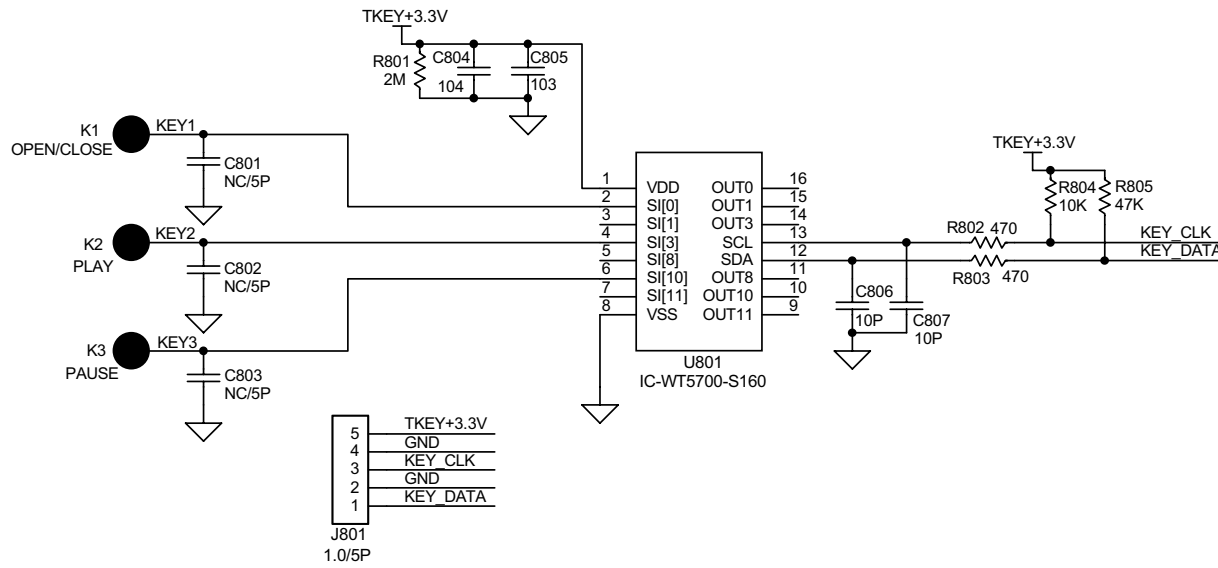 TKEY+3.3V
R801
2M
C804
104
C805
103
K1
OPEN/CLOSE
KEY1
C801
NC/5P
K2
PLAY
KEY2
C802
NC/5P
K3
PAUSE
KEY3
C803
NC/5P
1 VDD OUT0 16
2 SI[0] OUT1 15
3 SI[1] OUT3 14
4 SI[3] SCL 13
5 SI[8] SDA 12
6 SI[10] OUT8 11
7 SI[11] OUT10 10
8 VSS OUT11 9
U801
IC-WT5700-S160
TKEY+3.3V
R804
10K
R805
47K
R802 470
KEY_CLK
KEY_DATA
R803 470
C806
10P
C807
10P
5 TKEY+3.3V
4 GND
3 KEY_CLK
2 GND
1 KEY_DATA
J801
1.0/5P